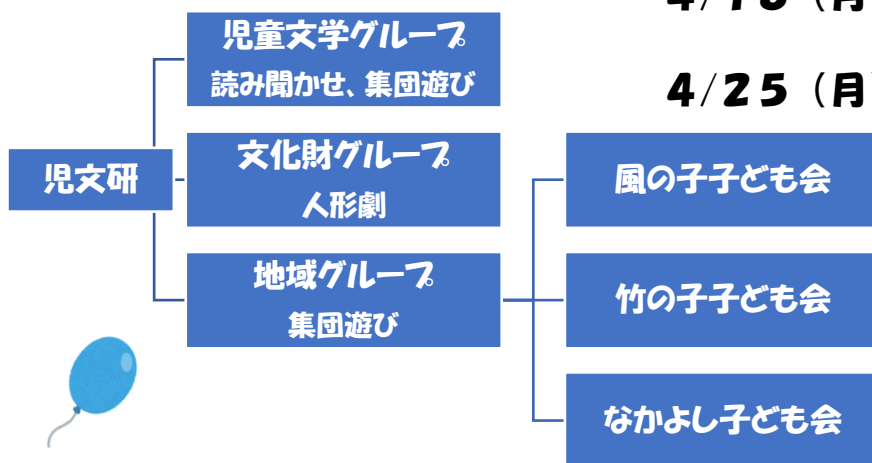 4/25（月
児童文学グループ
読み聞かせ、集団遊び
児文研
文化財グループ
人形劇
地域グループ
集団遊び
風の子子ども会
竹の子子ども会
なかよし子ども会